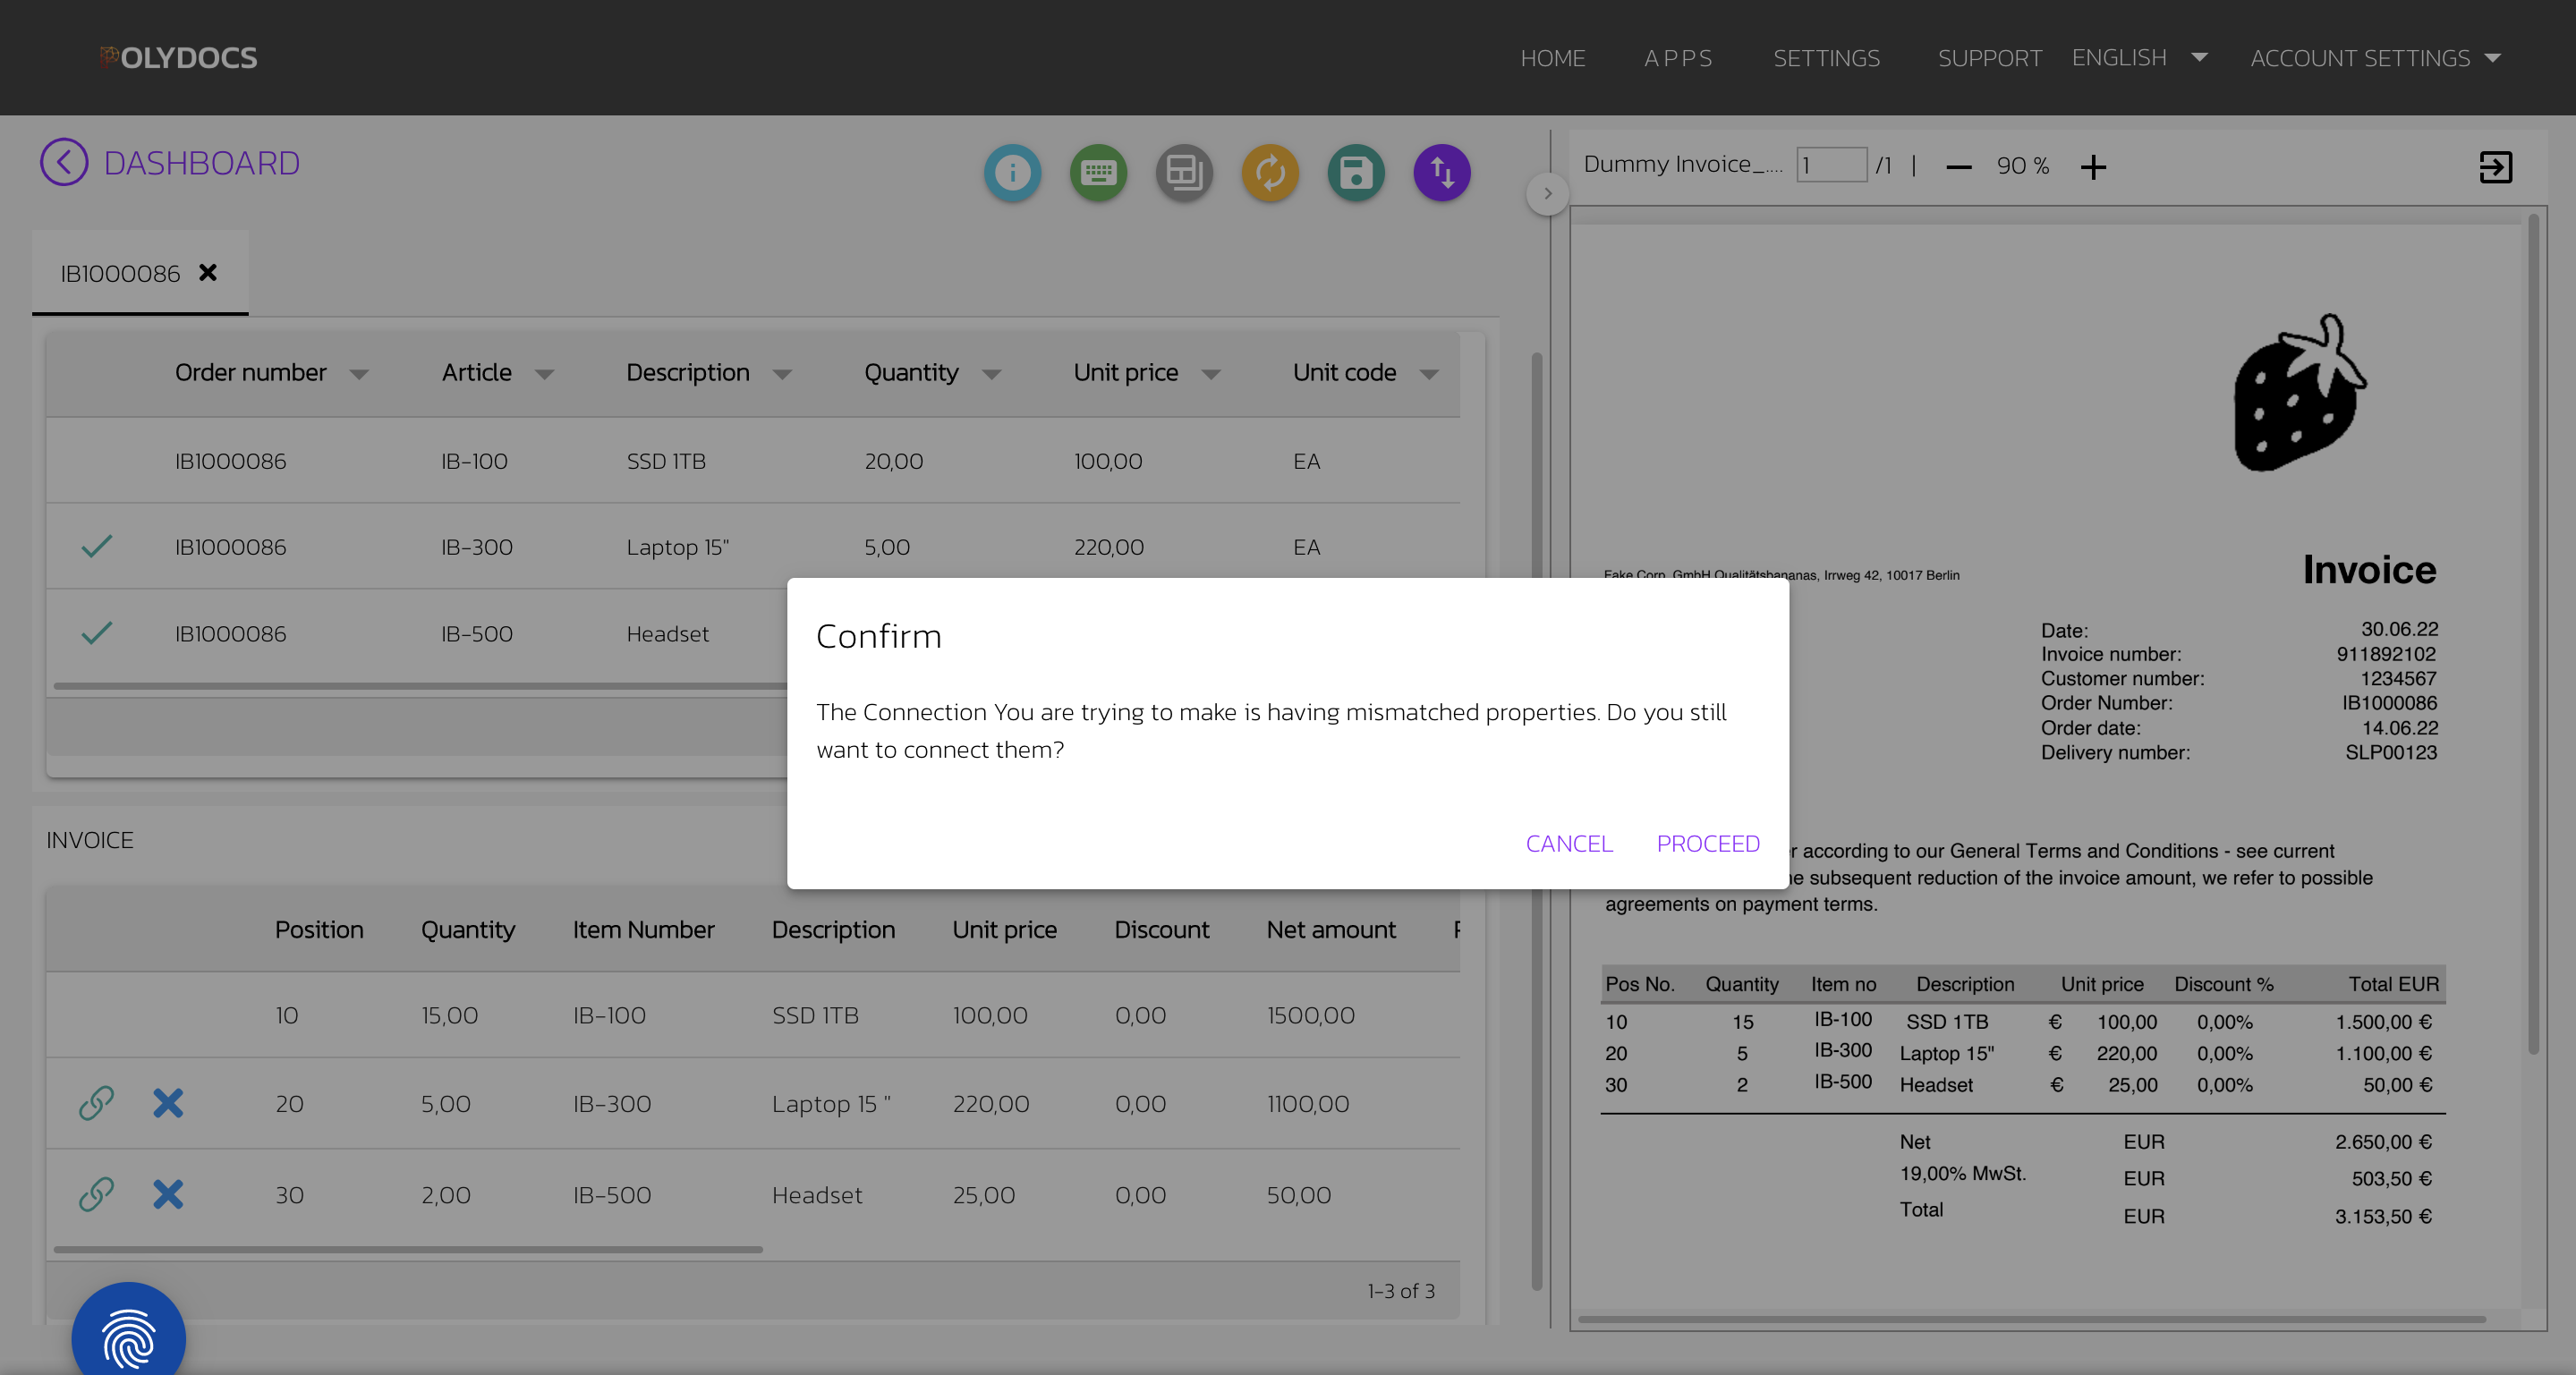 POLYDOCS
HOME APPS SETTINGS SUPPORT ENGLISH ACCOUNT SETTINGS
DASHBOARD
IB1000086
Order number Article Description Quantity Unit price Unit code
IB1000086 IB-100 SSD 1TB 20,00 100,00 EA
IB1000086 IB-300 Laptop 15" 5,00 220,00 EA
IB1000086 IB-500 Headset
Confirm
The Connection You are trying to make is having mismatched properties. Do you still
want to connect them?
CANCEL PROCEED
INVOICE
Position Quantity Item Number Description Unit price Discount Net amount
10 15,00 IB-100 SSD 1TB 100,00 0,00 1500,00
20 5,00 IB-300 Laptop 15 " 220,00 0,00 1100,00
30 2,00 IB-500 Headset 25,00 0,00 50,00
1-3 of 3
Dummy Invoice_.... 1 /1 | — 90 % +
Invoice
Fake Corp. GmbH Qualitätsbananas, Irrweg 42, 10017 Berlin
Date: 30.06.22
Invoice number: 911892102
Customer number: 1234567
Order Number: IB1000086
Order date: 14.06.22
Delivery number: SLP00123
according to our General Terms and Conditions - see current
subsequent reduction of the invoice amount, we refer to possible
agreements on payment terms.
Pos No. Quantity Item no Description Unit price Discount % Total EUR
10 15 IB-100 SSD 1TB € 100,00 0,00% 1.500,00 €
20 5 IB-300 Laptop 15" € 220,00 0,00% 1.100,00 €
30 2 IB-500 Headset € 25,00 0,00% 50,00 €
Net EUR 2.650,00 €
19,00% MwSt. EUR 503,50 €
Total EUR 3.153,50 €